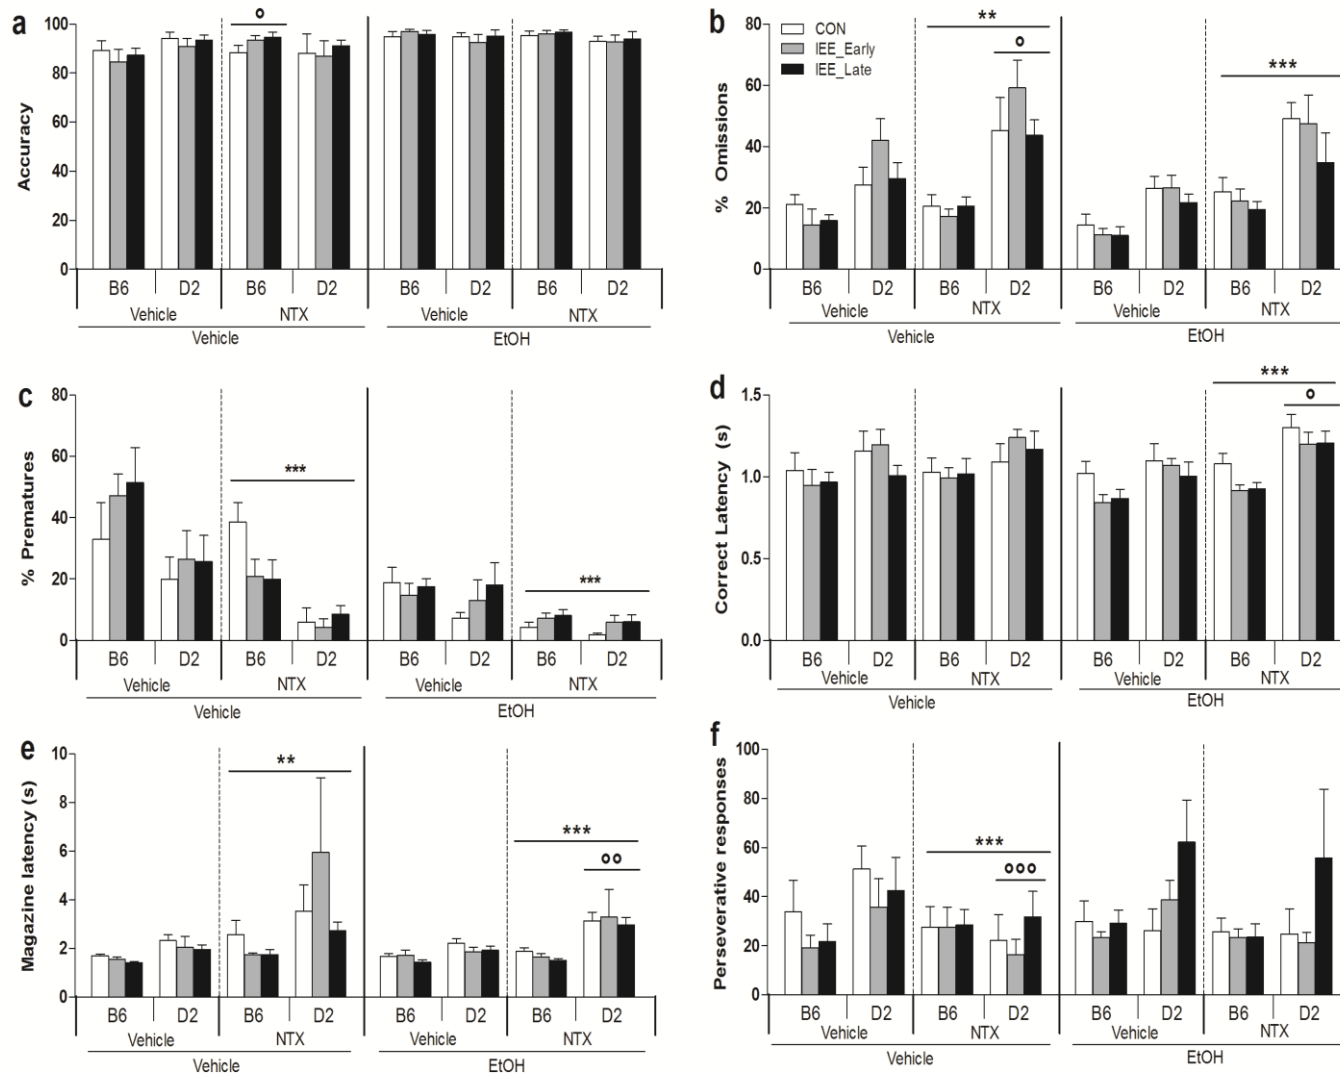 a
Accuracy
100
80
60
40
20
0
°
B6 D2 B6 D2 B6 D2 B6 D2
Vehicle NTX Vehicle NTX
Vehicle EtOH
b
% Omissions
80
60
40
20
0
CON
IEE_Early
IEE_Late
**
°
***
B6 D2 B6 D2 B6 D2 B6 D2
Vehicle NTX Vehicle NTX
Vehicle EtOH
c
% Prematures
80
60
40
20
0
***
***
B6 D2 B6 D2 B6 D2 B6 D2
Vehicle NTX Vehicle NTX
Vehicle EtOH
d
Correct Latency (s)
1.5
1.0
0.5
0.0
***
°
B6 D2 B6 D2 B6 D2 B6 D2
Vehicle NTX Vehicle NTX
Vehicle EtOH
e
Magazine latency (s)
10
8
6
4
2
0
**
***
°°
B6 D2 B6 D2 B6 D2 B6 D2
Vehicle NTX Vehicle NTX
Vehicle EtOH
f
Perseverative responses
100
80
60
40
20
0
***
°°°
B6 D2 B6 D2 B6 D2 B6 D2
Vehicle NTX Vehicle NTX
Vehicle EtOH